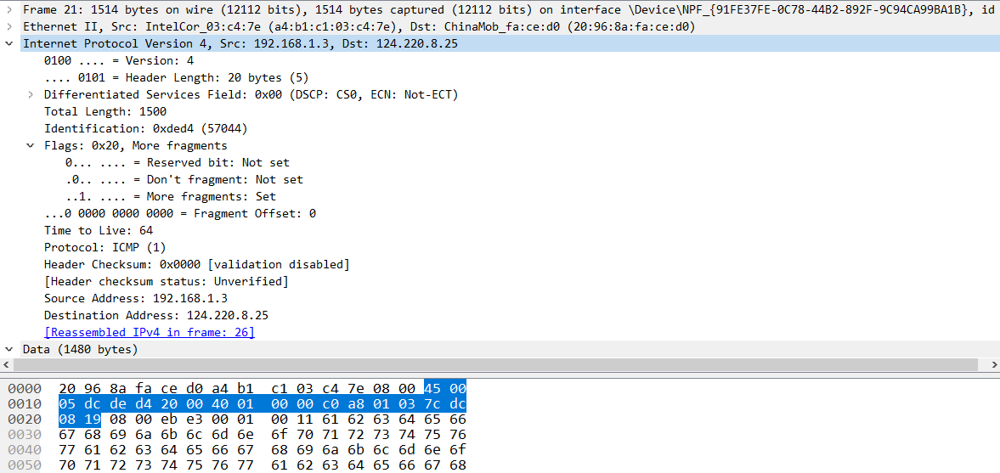 Frame 21: 1514 bytes on wire (12112 bits), 1514 bytes captured (12112 bits) on interface \Device\NPF_{91FE37FE-0C78-44B2-892F-9C94CA99BA1B}, id
Ethernet II, Src: IntelCor_03:c4:7e (a4:b1:c1:03:c4:7e), Dst: ChinaMob_fa:ce:d0 (20:96:8a:fa:ce:d0)
Internet Protocol Version 4, Src: 192.168.1.3, Dst: 124.220.8.25
0100 .... = Version: 4
.... 0101 = Header Length: 20 bytes (5)
Differentiated Services Field: 0x00 (DSCP: CS0, ECN: Not-ECT)
Total Length: 1500
Identification: 0xded4 (57044)
Flags: 0x20, More fragments
0... .... = Reserved bit: Not set
.0.. .... = Don't fragment: Not set
..1. .... = More fragments: Set
...0 0000 0000 0000 = Fragment Offset: 0
Time to Live: 64
Protocol: ICMP (1)
Header Checksum: 0x0000 [validation disabled]
[Header checksum status: Unverified]
Source Address: 192.168.1.3
Destination Address: 124.220.8.25
[Reassembled IPv4 in frame: 26]
Data (1480 bytes)
0000 20 96 8a fa ce d0 a4 b1 c1 03 c4 7e 08 00 45 00
0010 05 dc de d4 20 00 40 01 00 00 c0 a8 01 03 7c dc
0020 08 19 08 00 eb e3 00 01 00 11 61 62 63 64 65 66
0030 67 68 69 6a 6b 6c 6d 6e 6f 70 71 72 73 74 75 76
0040 77 61 62 63 64 65 66 67 68 69 6a 6b 6c 6d 6e 6f
0050 70 71 72 73 74 75 76 77 61 62 63 64 65 66 67 68